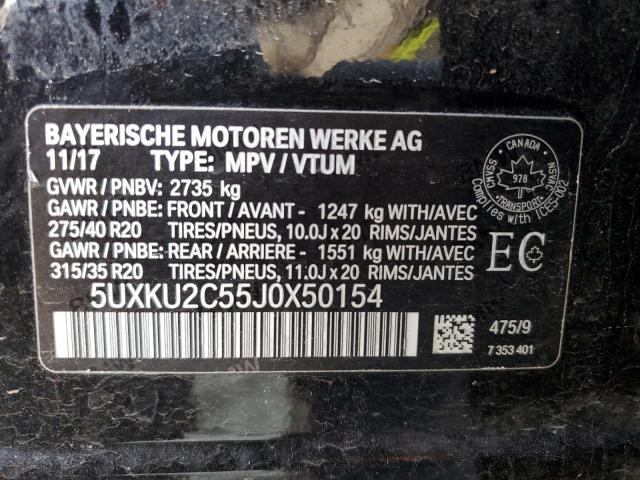 BAYERISCHE MOTOREN WERKE AG
11/17 TYPE: MPV / VTUM
GVWR / PNBV: 2735 kg
GAWR / PNBE: FRONT / AVANT - 1247 kg WITH/AVEC
275/40 R20 TIRES/PNEUS, 10.0J x 20 RIMS/JANTES
GAWR / PNBE: REAR / ARRIERE - 1551 kg WITH/AVEC
315/35 R20 TIRES/PNEUS, 11.0J x 20 RIMS/JANTES
5UXKU2C55J0X50154
CANADA
CMVSS
NSVAC
978
TRANSPORT
Complies with ICES-002
EC
475/9
7 353 401